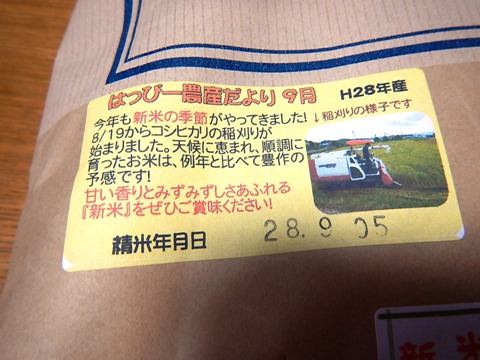 はっぴー農産だより 9月 H28年産
今年も新米の季節がやってきました!
↓稲刈りの様子です
8/19からコシヒカリの稲刈りが
始まりました。天候に恵まれ、順調に
育ったお米は、例年と比べて豊作の
予感です!
甘い香りとみずみずしさあふれる
『新米』をぜひご賞味ください!
精米年月日 28.9.05
新米